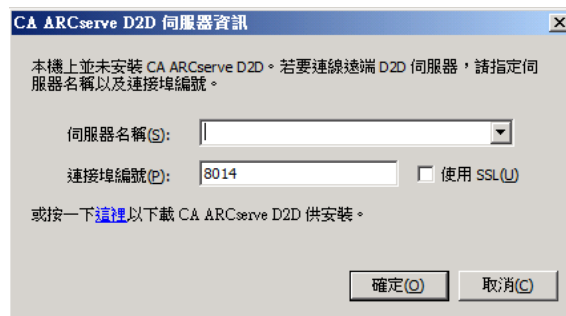 CA ARCserve D2D 伺服器資訊
本機上並未安裝 CA ARCserve D2D。若要連線遠端 D2D 伺服器，請指定伺
服器名稱以及連接埠編號。
伺服器名稱(S):
連接埠編號(P): 8014 使用 SSL(U)
或按一下這裡以下載 CA ARCserve D2D 供安裝。
確定(O) 取消(C)